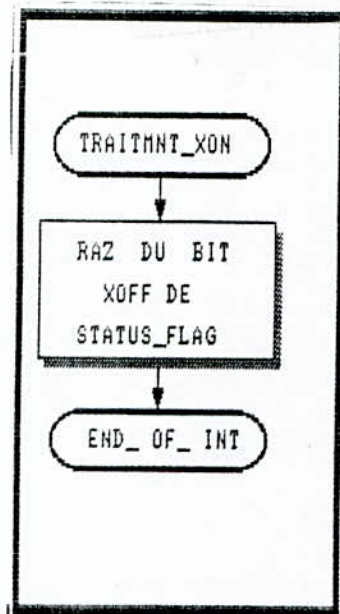 TRAITMNT_XON
RAZ DU BIT
XOFF DE
STATUS_FLAG
END_ OF_ INT